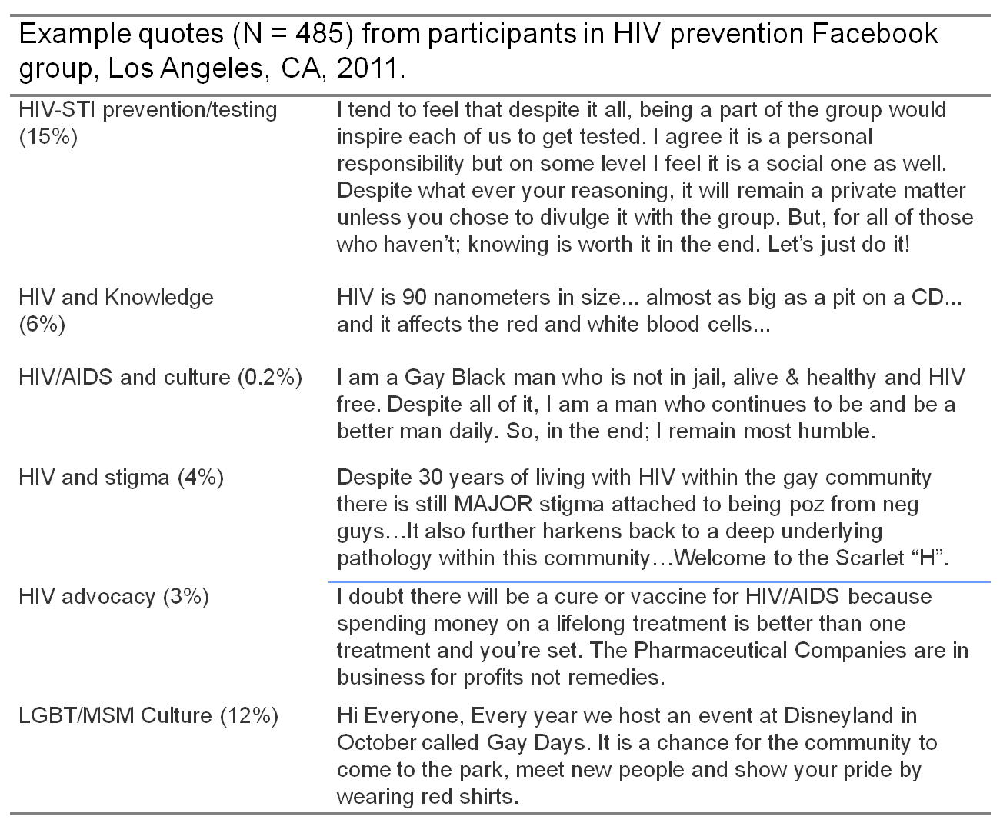 Example quotes (N = 485) from participants in HIV prevention Facebook
group, Los Angeles, CA, 2011.
HIV-STI prevention/testing
(15%)
I tend to feel that despite it all, being a part of the group would
inspire each of us to get tested. I agree it is a personal
responsibility but on some level I feel it is a social one as well.
Despite what ever your reasoning, it will remain a private matter
unless you chose to divulge it with the group. But, for all of those
who haven’t; knowing is worth it in the end. Let’s just do it!
HIV and Knowledge
(6%)
HIV is 90 nanometers in size... almost as big as a pit on a CD...
and it affects the red and white blood cells...
HIV/AIDS and culture (0.2%)
I am a Gay Black man who is not in jail, alive & healthy and HIV
free. Despite all of it, I am a man who continues to be and be a
better man daily. So, in the end; I remain most humble.
HIV and stigma (4%)
Despite 30 years of living with HIV within the gay community
there is still MAJOR stigma attached to being poz from neg
guys…It also further harkens back to a deep underlying
pathology within this community…Welcome to the Scarlet “H”.
HIV advocacy (3%)
I doubt there will be a cure or vaccine for HIV/AIDS because
spending money on a lifelong treatment is better than one
treatment and you’re set. The Pharmaceutical Companies are in
business for profits not remedies.
LGBT/MSM Culture (12%)
Hi Everyone, Every year we host an event at Disneyland in
October called Gay Days. It is a chance for the community to
come to the park, meet new people and show your pride by
wearing red shirts.